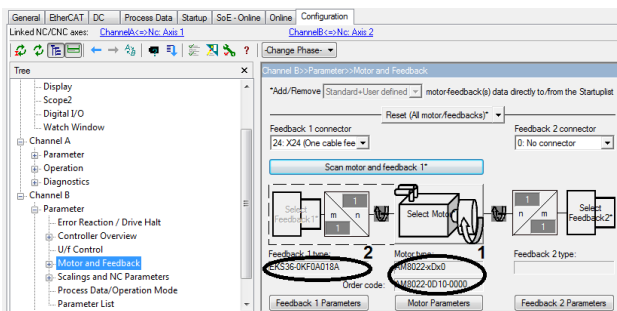 General EtherCAT DC Process Data Startup SoE - Online Online Configuration
Linked NC/CNC axes: ChannelA<=>Nc: Axis 1 ChannelB<=>Nc: Axis 2
-Change Phase-
Tree
Display
Scope2
Digital I/O
Watch Window
Channel A
Parameter
Operation
Diagnostics
Channel B
Parameter
Error Reaction / Drive Halt
Controller Overview
U/f Control
Motor and Feedback
Scalings and NC Parameters
Process Data/Operation Mode
Parameter List
Channel B>>Parameter>>Motor and Feedback
*Add/Remove Standard+User defined motor-feedback(s) data directly to/from the Startuplist
Reset (All motor/feedbacks)*
Feedback 1 connector Feedback 2 connector
24: X24 (One cable fee 0: No connector
Scan motor and feedback 1*
Select Feedback1* m n 1 1 Select Motor n m 1 1 Select Feedback2*
2 1
Feedback 1 type: Motor type: Feedback 2 type:
EKS36-0KF0A018A AM8022-xDx0
Order code: AM8022-0D10-0000
Feedback 1 Parameters Motor Parameters Feedback 2 Parameters